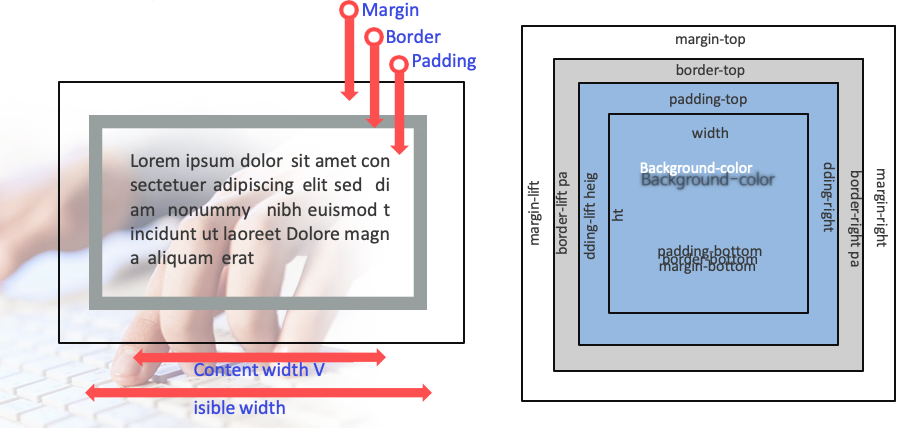 Margin
Border
Padding
Lorem ipsum dolor sit amet con
sectetuer adipiscing elit sed di
am nonummy nibh euismod t
incidunt ut laoreet Dolore magn
a aliquam erat
Content width V
isible width
margin-top
border-top
padding-top
width
Background-color
Background-color
margin-lift
border-lift pa
dding-lift heig
ht
dding-right
border-right pa
margin-right
padding-bottom
border-bottom
margin-bottom